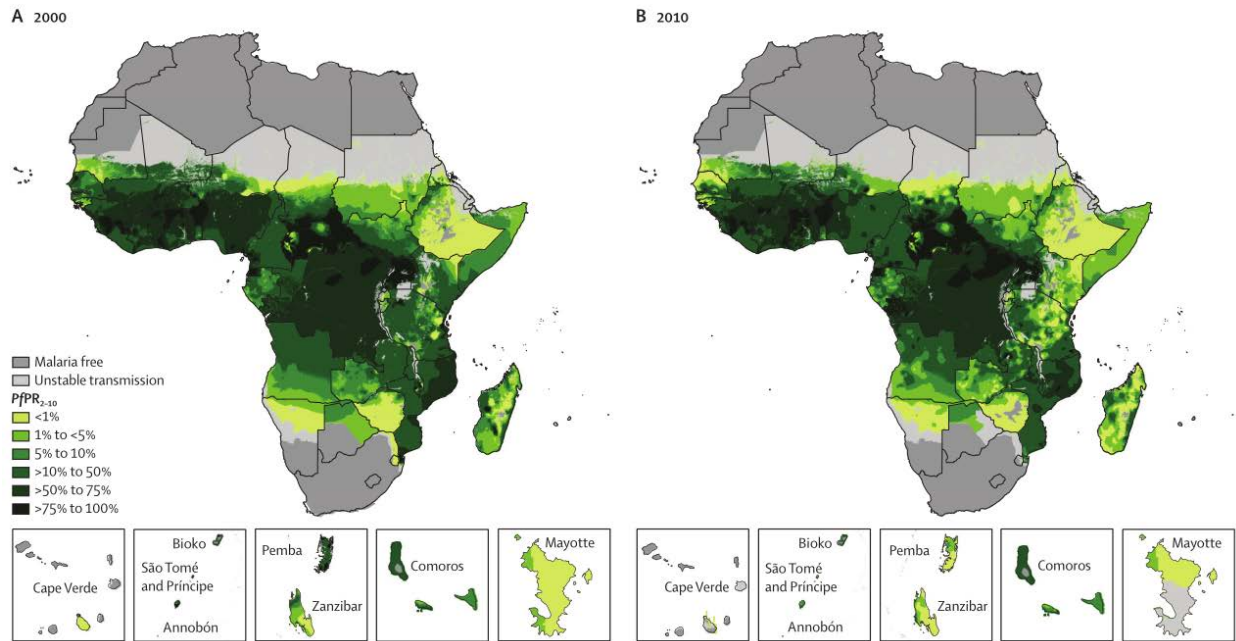 A 2000
B 2010
Malaria free
Unstable transmission
PfPR2–10
<1%
1% to <5%
5% to 10%
>10% to 50%
>50% to 75%
>75% to 100%
Cape Verde
Bioko
São Tomé
and Príncipe
Annobón
Pemba
Zanzibar
Comoros
Mayotte
Cape Verde
Bioko
São Tomé
and Príncipe
Annobón
Pemba
Zanzibar
Comoros
Mayotte